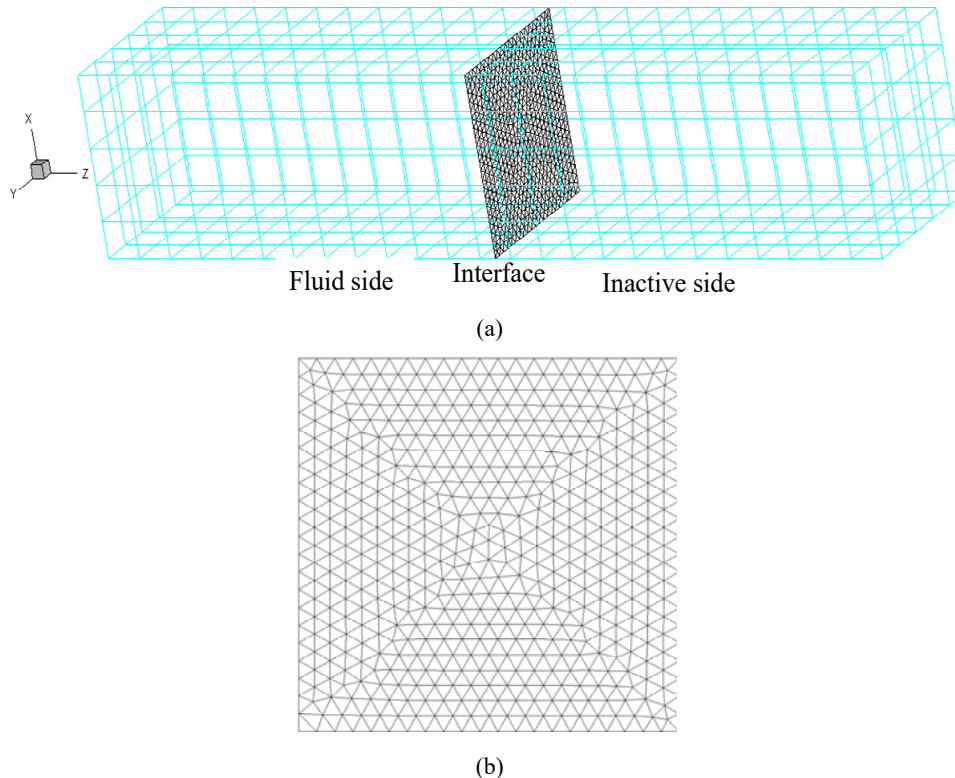 X
Y
Z
Fluid side
Interface
Inactive side
(a)
(b)